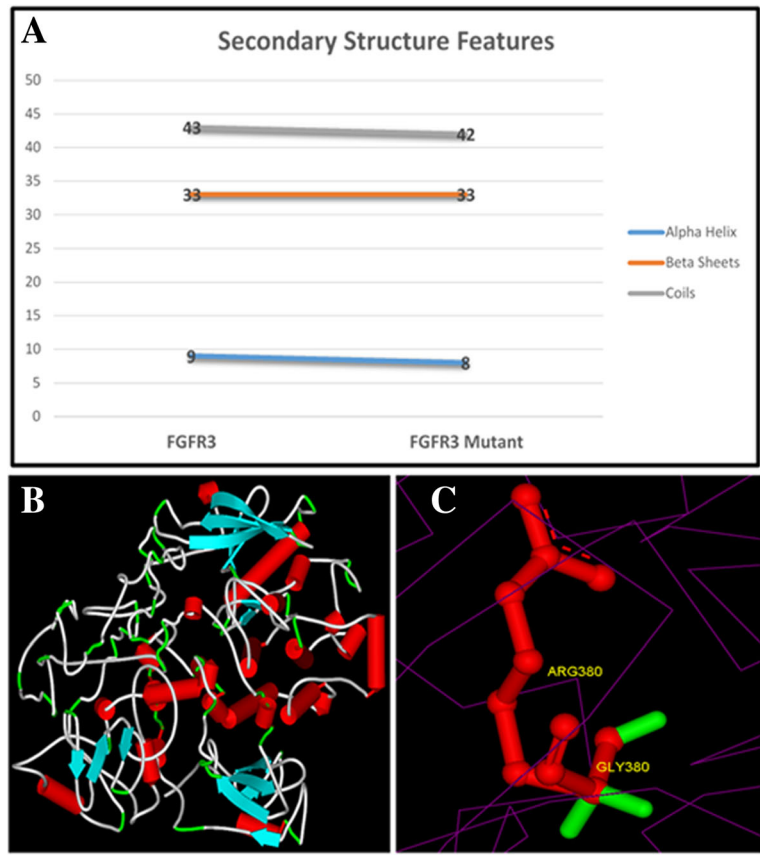 A
Secondary Structure Features
50
45
40
35
30
25
20
15
10
5
0
43
42
33
33
9
8
FGFR3
FGFR3 Mutant
Alpha Helix
Beta Sheets
Coils
B
C
ARG380
GLY380